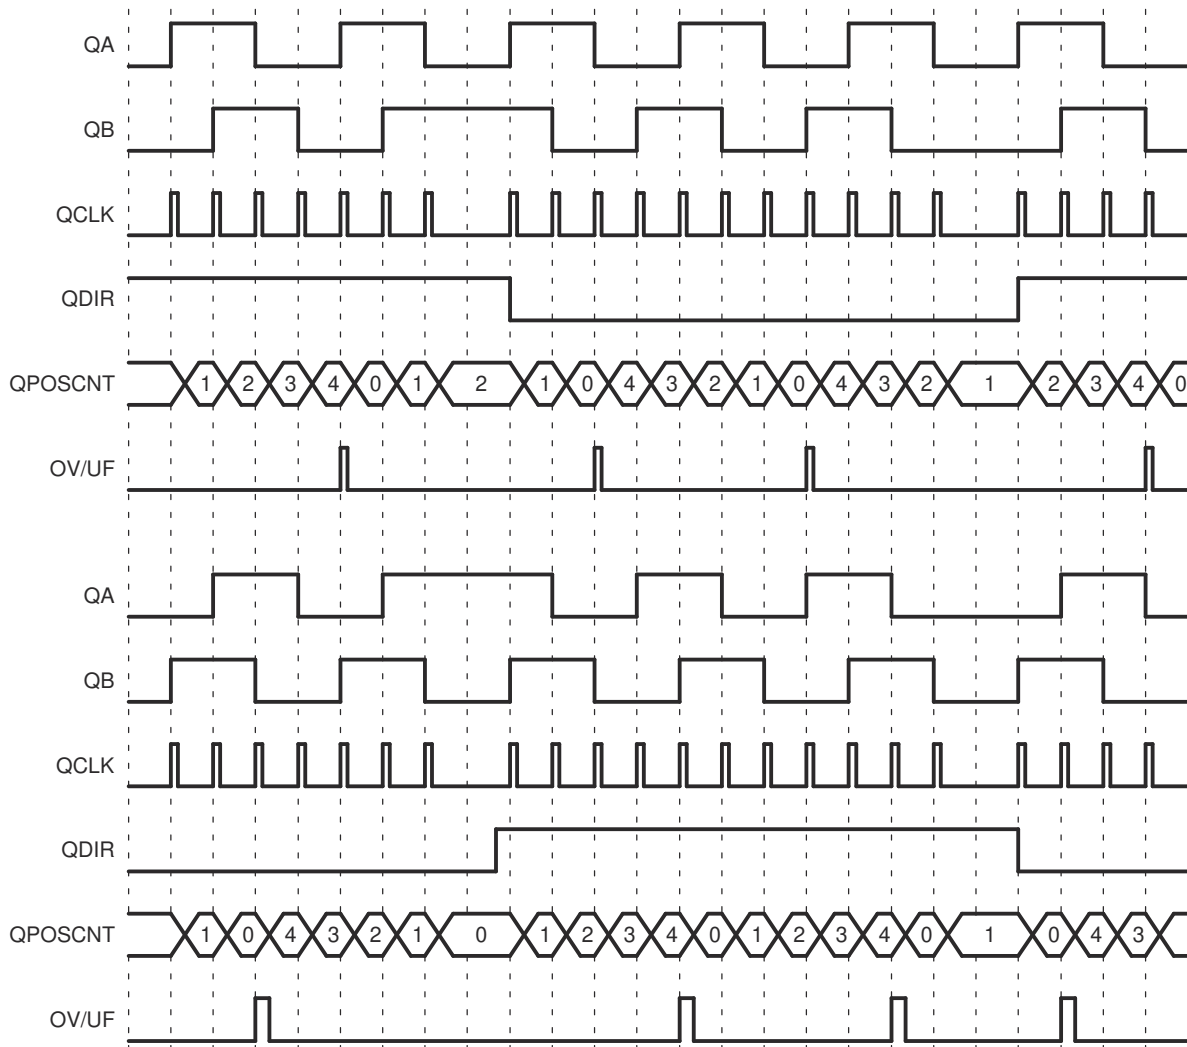 QA
QB
QCLK
QDIR
QPOSCNT 1 2 3 4 0 1 2 1 0 4 3 2 1 0 4 3 2 1 2 3 4 0
OV/UF
QA
QB
QCLK
QDIR
QPOSCNT 1 0 4 3 2 1 0 1 2 3 4 0 1 2 3 4 0 1 0 4 3
OV/UF